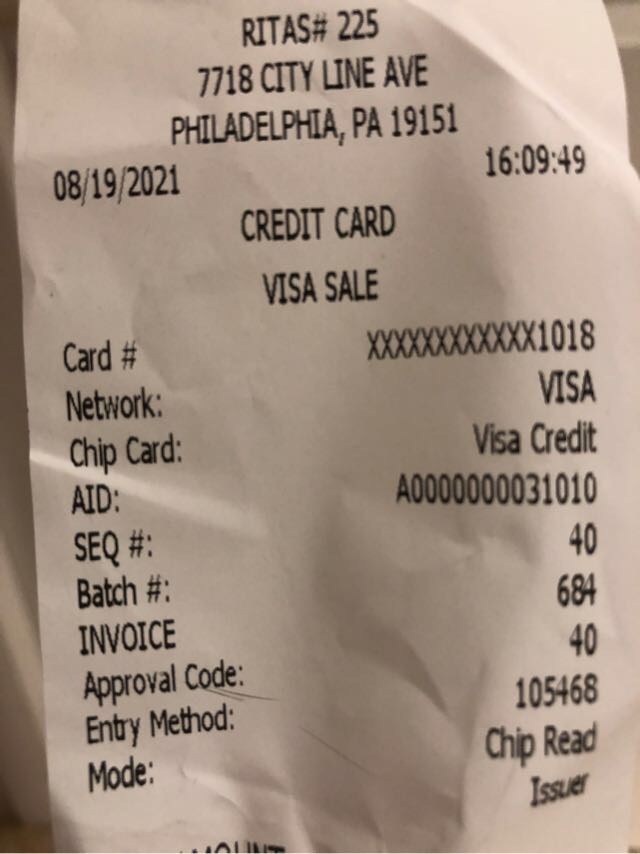 RITAS# 225
7718 CITY LINE AVE
PHILADELPHIA, PA 19151
08/19/2021 16:09:49
CREDIT CARD
VISA SALE
Card # XXXXXXXXXXXX1018
Network: VISA
Chip Card: Visa Credit
AID: A0000000031010
SEQ #: 40
Batch #: 684
INVOICE 40
Approval Code: 105468
Entry Method: Chip Read
Mode: Issuer